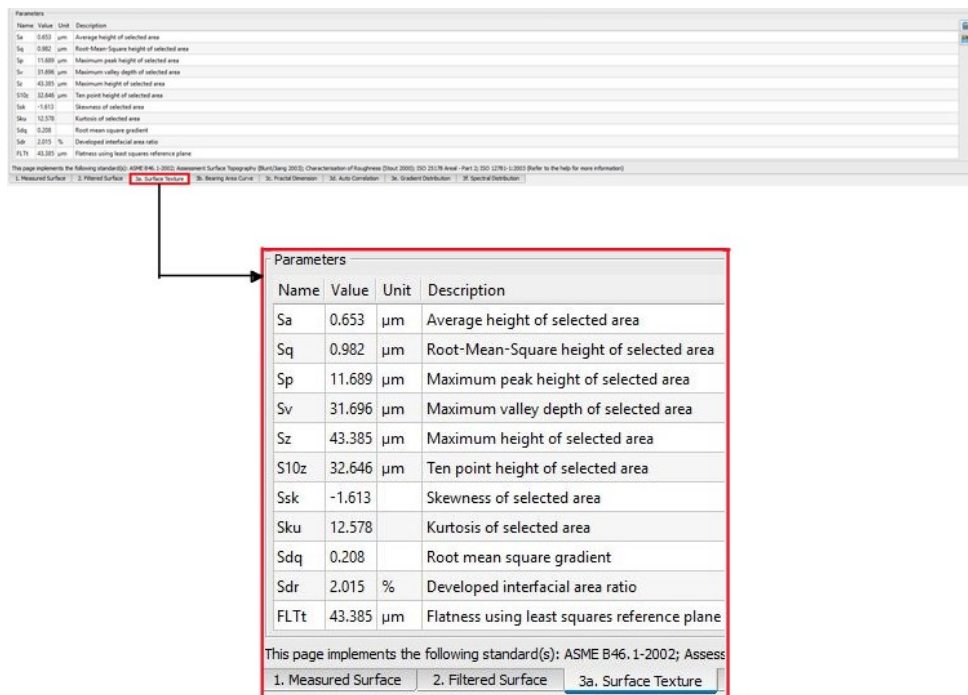 Parameters
Name Value Unit Description
Sa 0.653 µm Average height of selected area
Sq 0.982 µm Root-Mean-Square height of selected area
Sp 11.689 µm Maximum peak height of selected area
Sv 31.696 µm Maximum valley depth of selected area
Sz 43.385 µm Maximum height of selected area
S10z 32.646 µm Ten point height of selected area
Ssk -1.613 Skewness of selected area
Sku 12.578 Kurtosis of selected area
Sdq 0.208 Root mean square gradient
Sdr 2.015 % Developed interfacial area ratio
FLTt 43.385 µm Flatness using least squares reference plane
This page implements the following standard(s): ASME B46.1-2002; Assessment Surface Topography (Blunt/Jiang 2003); Characterisation of Roughness (Stout 2000); ISO 25178 Areal - Part 2; ISO 12781-1:2003 (Refer to the help for more information)
1. Measured Surface 2. Filtered Surface 3a. Surface Texture 3b. Bearing Area Curve 3c. Fractal Dimension 3d. Auto Correlation 3e. Gradient Distribution 3f. Spectral Distribution
Parameters
Name Value Unit Description
Sa 0.653 µm Average height of selected area
Sq 0.982 µm Root-Mean-Square height of selected area
Sp 11.689 µm Maximum peak height of selected area
Sv 31.696 µm Maximum valley depth of selected area
Sz 43.385 µm Maximum height of selected area
S10z 32.646 µm Ten point height of selected area
Ssk -1.613 Skewness of selected area
Sku 12.578 Kurtosis of selected area
Sdq 0.208 Root mean square gradient
Sdr 2.015 % Developed interfacial area ratio
FLTt 43.385 µm Flatness using least squares reference plane
This page implements the following standard(s): ASME B46.1-2002; Assess
1. Measured Surface 2. Filtered Surface 3a. Surface Texture